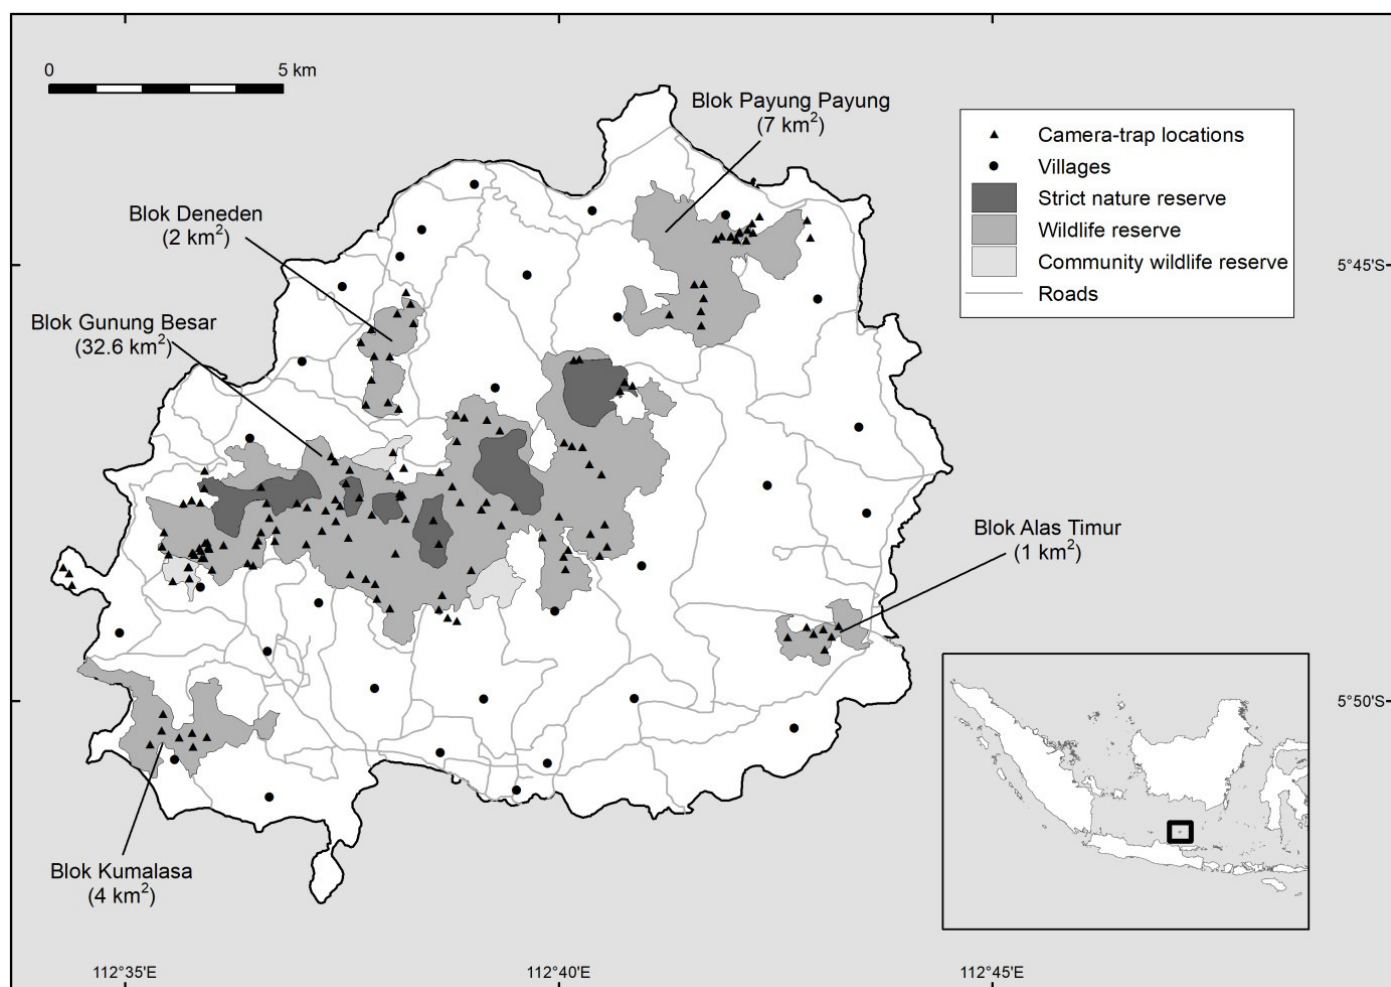 0 5 km
Blok Payung Payung
(7 km²)
Camera-trap locations
Villages
Strict nature reserve
Wildlife reserve
Community wildlife reserve
Roads
Blok Deneden
(2 km²)
5°45'S
Blok Gunung Besar
(32.6 km²)
Blok Alas Timur
(1 km²)
5°50'S
Blok Kumalasa
(4 km²)
112°35'E 112°40'E 112°45'E